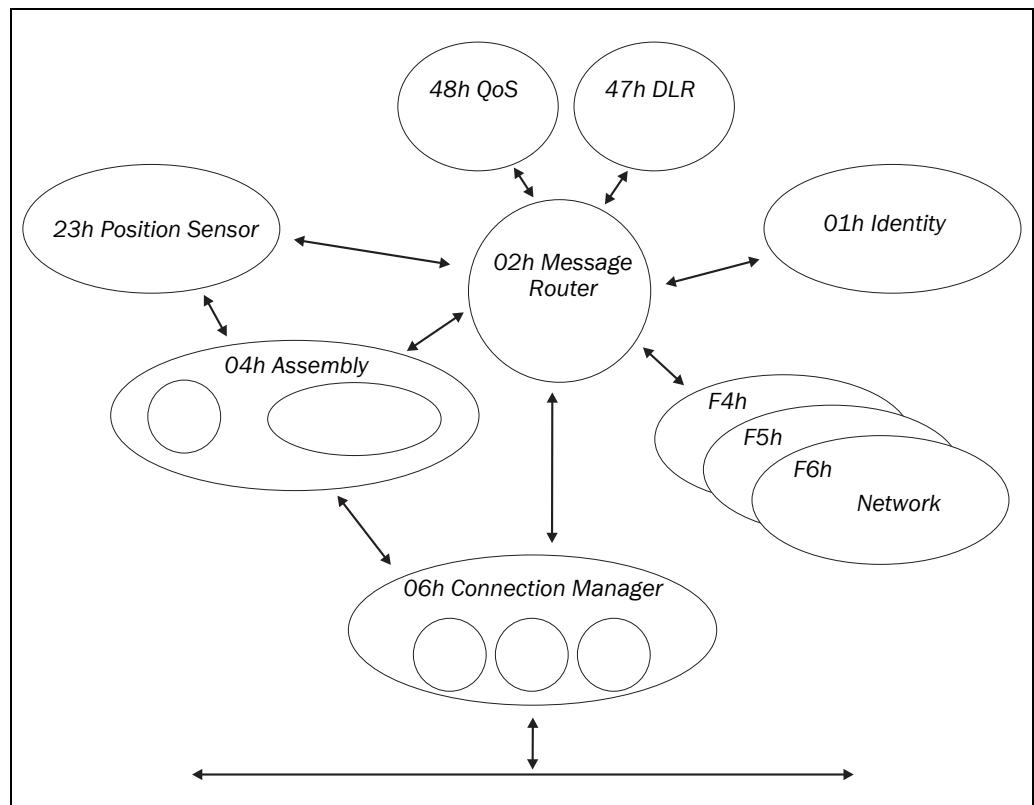 48h QoS
47h DLR
23h Position Sensor
01h Identity
02h Message
Router
04h Assembly
F4h
F5h
F6h
Network
06h Connection Manager